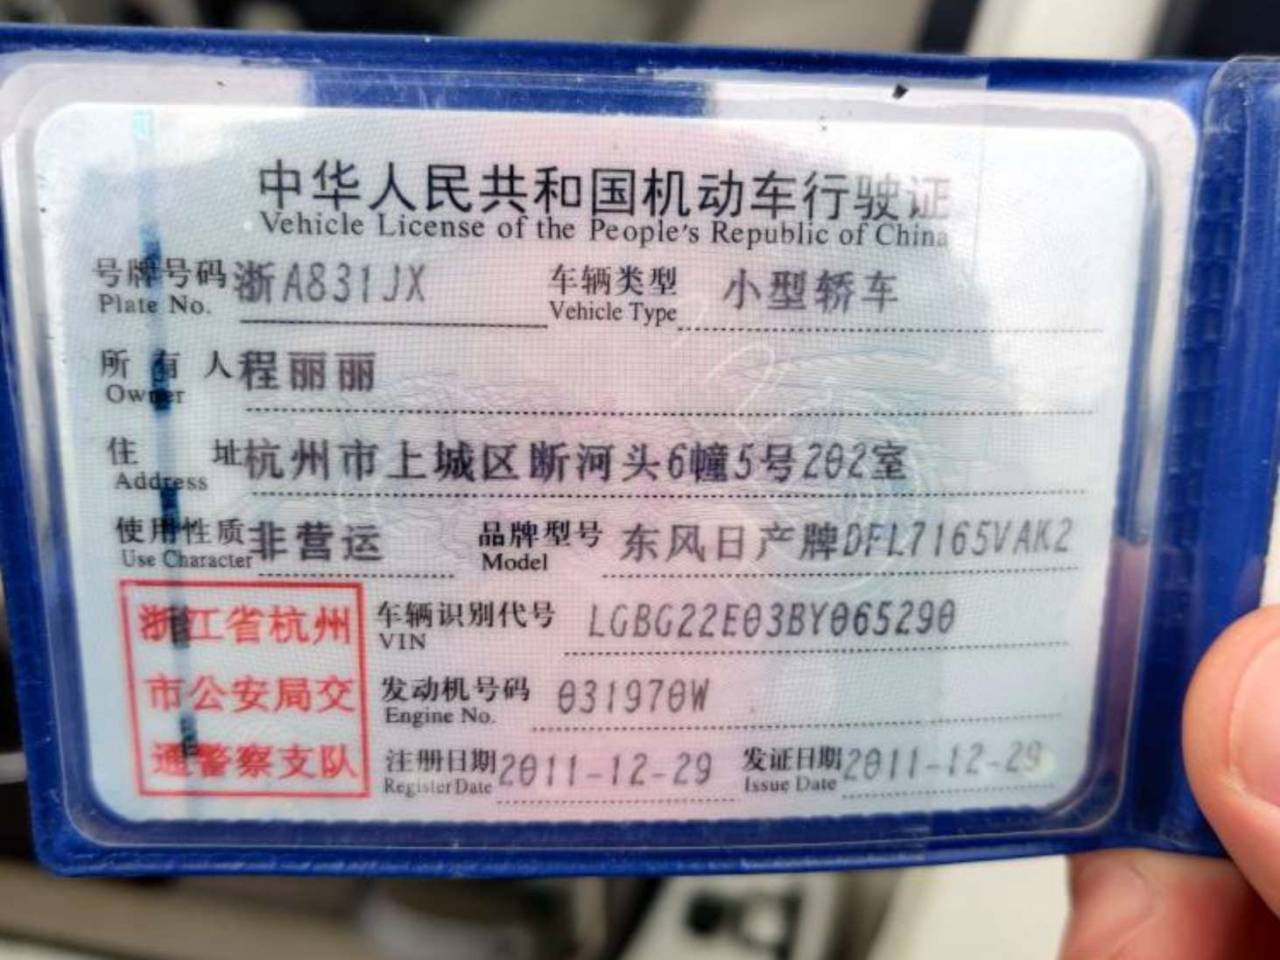 中华人民共和国机动车行驶证
Vehicle License of the People's Republic of China
号牌号码 浙A831JX 车辆类型 小型轿车
Plate No. Vehicle Type
所有人 程丽丽
Owner
住址 杭州市上城区断河头6幢5号202室
Address
使用性质 非营运 品牌型号 东风日产牌DFL7165VAK2
Use Character Model
浙江省杭州
市公安局交
通警察支队
车辆识别代号 LGBG22E03BY065290
VIN
发动机号码 031970W
Engine No.
注册日期 2011-12-29 发证日期 2011-12-29
Register Date Issue Date